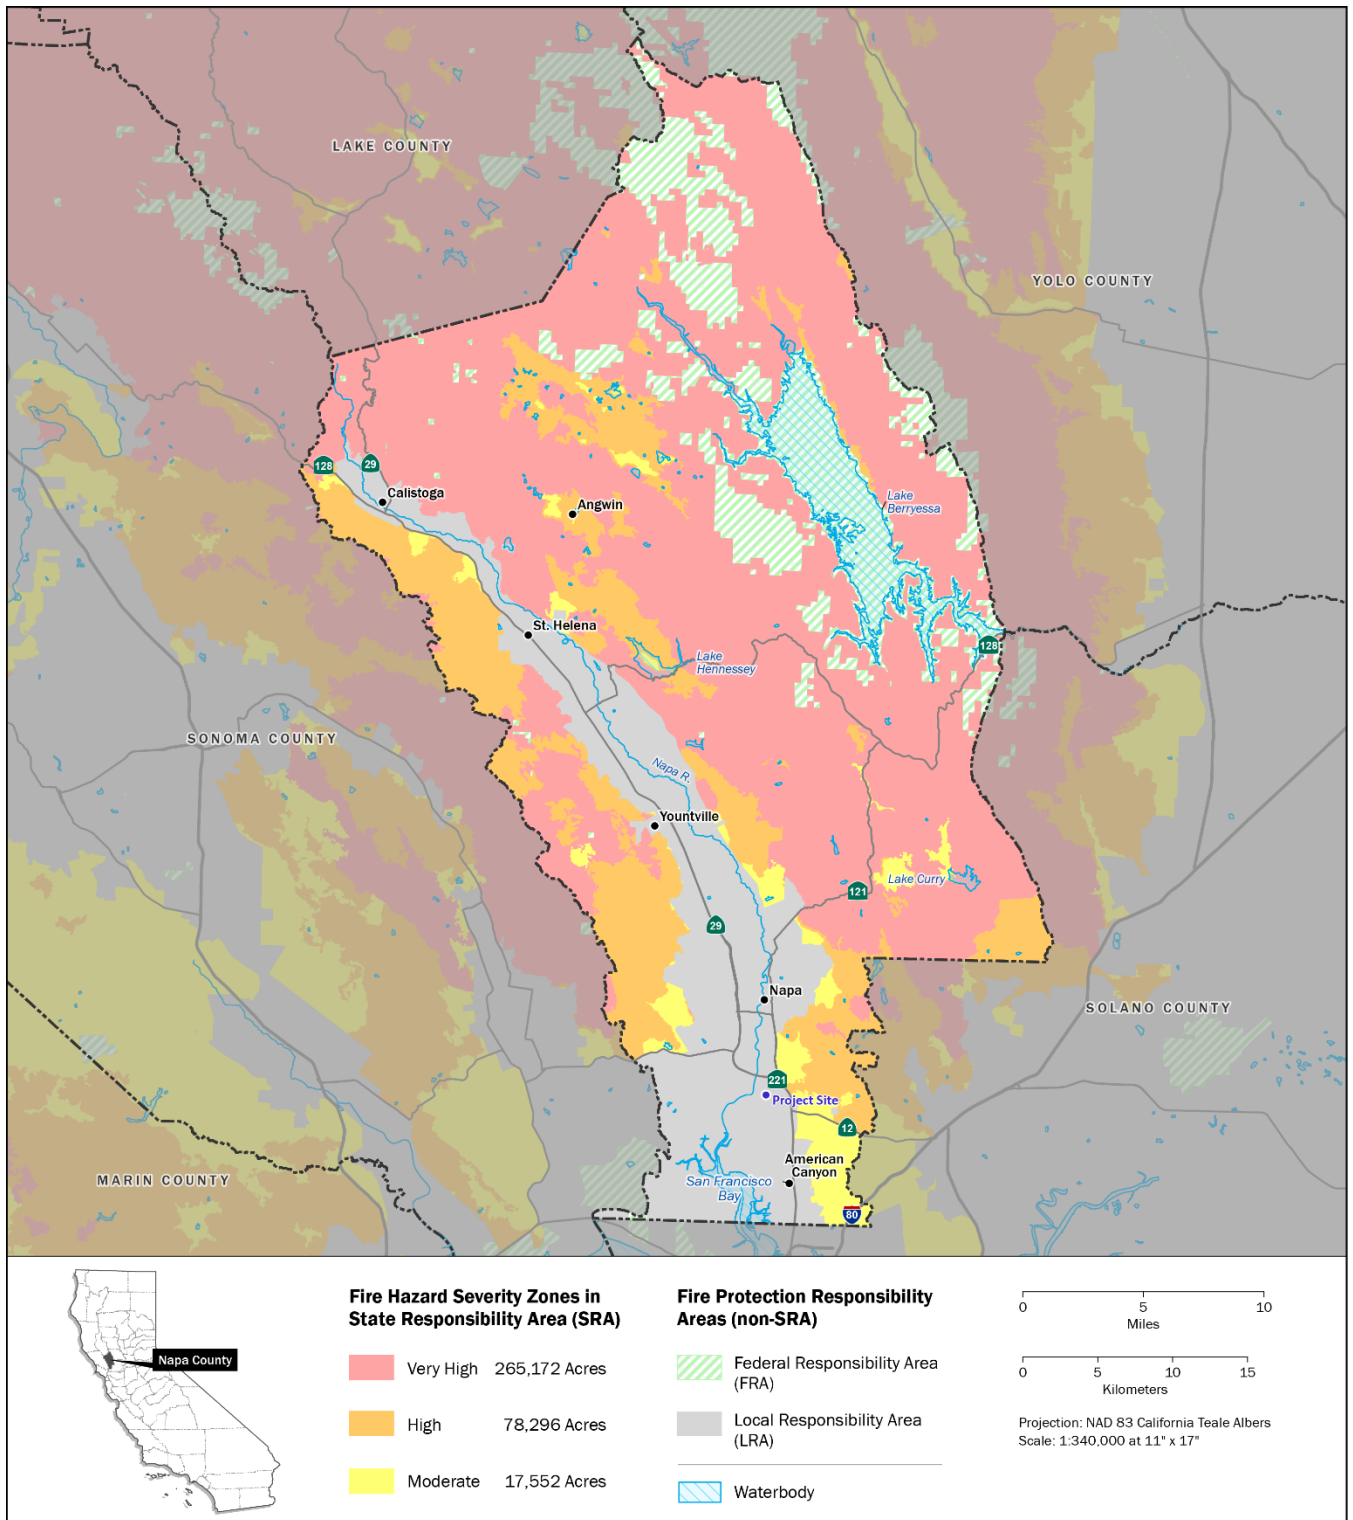 LAKE COUNTY
YOLO COUNTY
128
29
Calistoga
Angwin
Lake
Berryessa
St. Helena
Lake
Hennessey
128
SONOMA COUNTY
Napa R.
Yountville
Lake Curry
121
29
Napa
SOLANO COUNTY
221
Project Site
12
American
Canyon
MARIN COUNTY
San Francisco
Bay
80
Napa County
Fire Hazard Severity Zones in
State Responsibility Area (SRA)
Very High 265,172 Acres
High 78,296 Acres
Moderate 17,552 Acres
Fire Protection Responsibility
Areas (non-SRA)
Federal Responsibility Area
(FRA)
Local Responsibility Area
(LRA)
Waterbody
0 5 10
Miles
0 5 10 15
Kilometers
Projection: NAD 83 California Teale Albers
Scale: 1:340,000 at 11" x 17"